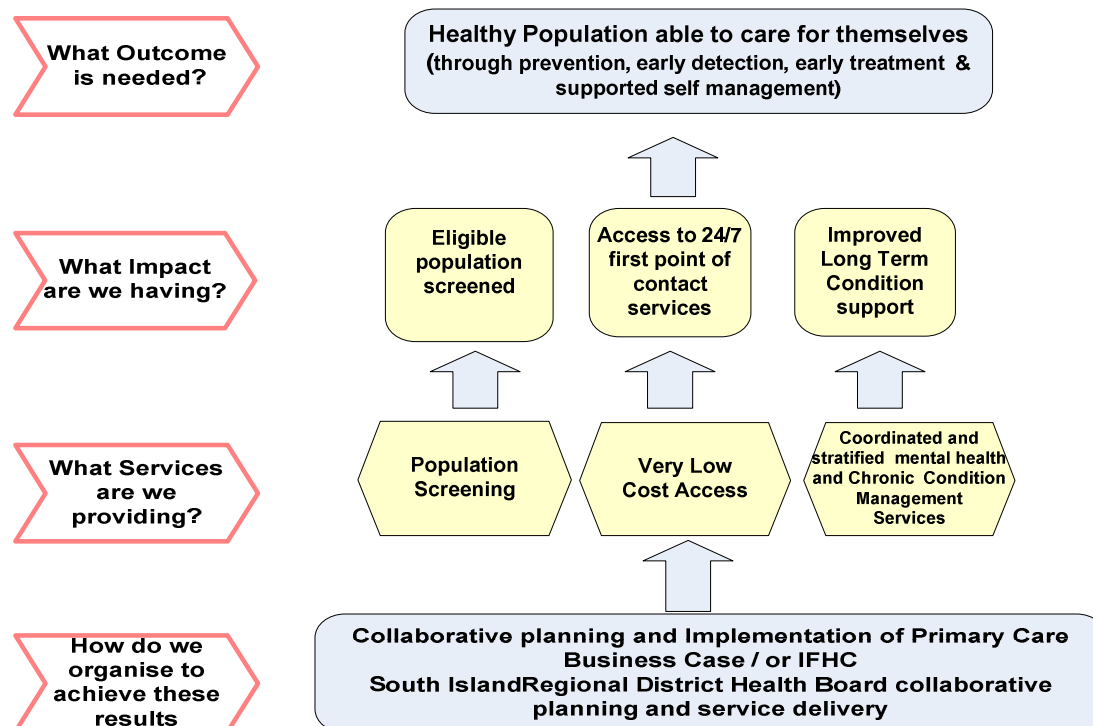 What Outcome
is needed?
Healthy Population able to care for themselves
(through prevention, early detection, early treatment &
supported self management)
What Impact
are we having?
Eligible
population
screened
Access to 24/7
first point of
contact
services
Improved
Long Term
Condition
support
What Services
are we
providing?
Population
Screening
Very Low
Cost Access
Coordinated and
stratified mental health
and Chronic Condition
Management
Services
How do we
organise to
achieve these
results
Collaborative planning and Implementation of Primary Care
Business Case / or IFHC
South IslandRegional District Health Board collaborative
planning and service delivery